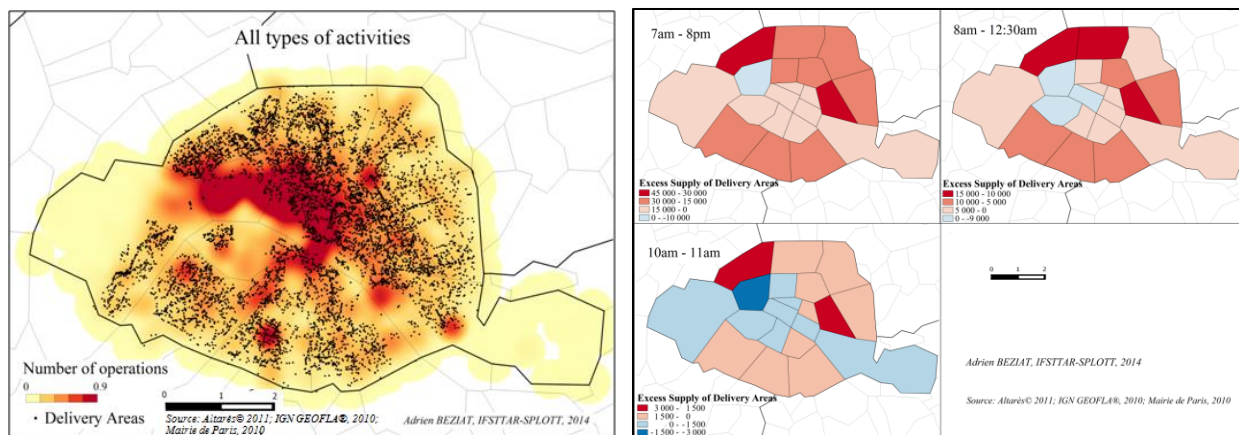 All types of activities
Number of operations
0 0.9
• Delivery Areas
0 1 2
Source: Altarès© 2011; IGN GEOFLA®, 2010;
Mairie de Paris, 2010
Adrien BEZIAT, IFSTTAR-SPLOTT, 2014
7am - 8pm
Excess Supply of Delivery Areas
45 000 - 30 000
30 000 - 15 000
15 000 - 0
0 - -10 000
8am - 12:30am
Excess Supply of Delivery Areas
15 000 - 10 000
10 000 - 5 000
5 000 - 0
0 - -9 000
10am - 11am
Excess Supply of Delivery Areas
3 000 - 1 500
1 500 - 0
0 - -1 500
-1 500 - -3 000
0 1 2
Adrien BEZIAT, IFSTTAR-SPLOTT, 2014
Source: Altarès© 2011; IGN GEOFLA®, 2010; Mairie de Paris, 2010